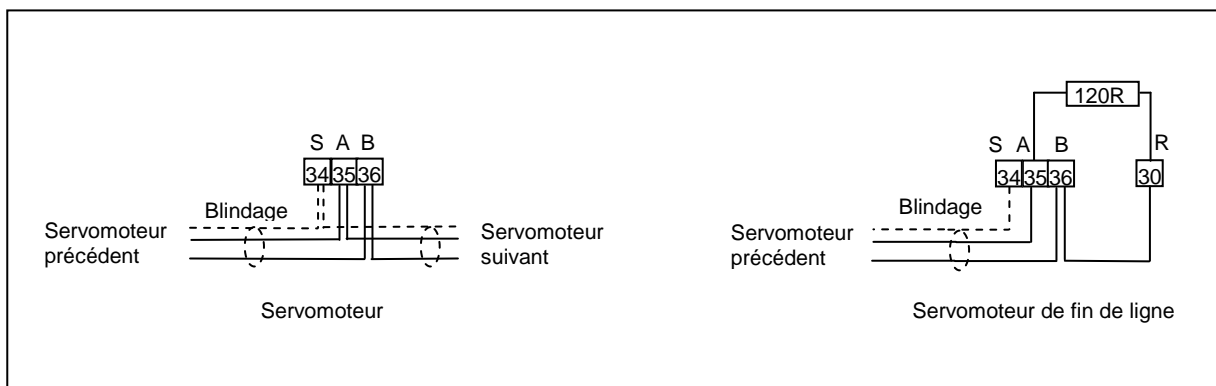 S A B
34 35 36
Blindage
Servomoteur
précédent
Servomoteur
suivant
Servomoteur
120R
S A B
R
34 35 36
30
Blindage
Servomoteur
précédent
Servomoteur de fin de ligne